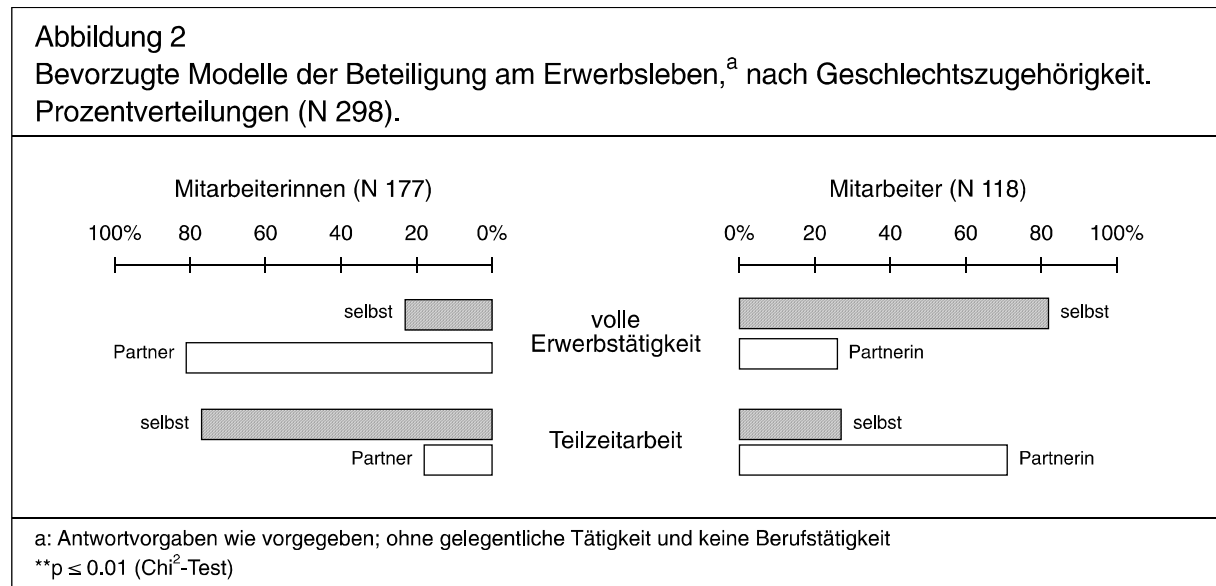 Abbildung 2
Bevorzugte Modelle der Beteiligung am Erwerbsleben,a nach Geschlechtszugehörigkeit.
Prozentverteilungen (N 298).
Mitarbeiterinnen (N 177)
100% 80 60 40 20 0%
Mitarbeiter (N 118)
0% 20 40 60 80 100%
selbst
Partner
volle
Erwerbstätigkeit
selbst
Partnerin
selbst
Partner
Teilzeitarbeit
selbst
Partnerin
a: Antwortvorgaben wie vorgegeben; ohne gelegentliche Tätigkeit und keine Berufstätigkeit
**p ≤ 0.01 (Chi²-Test)